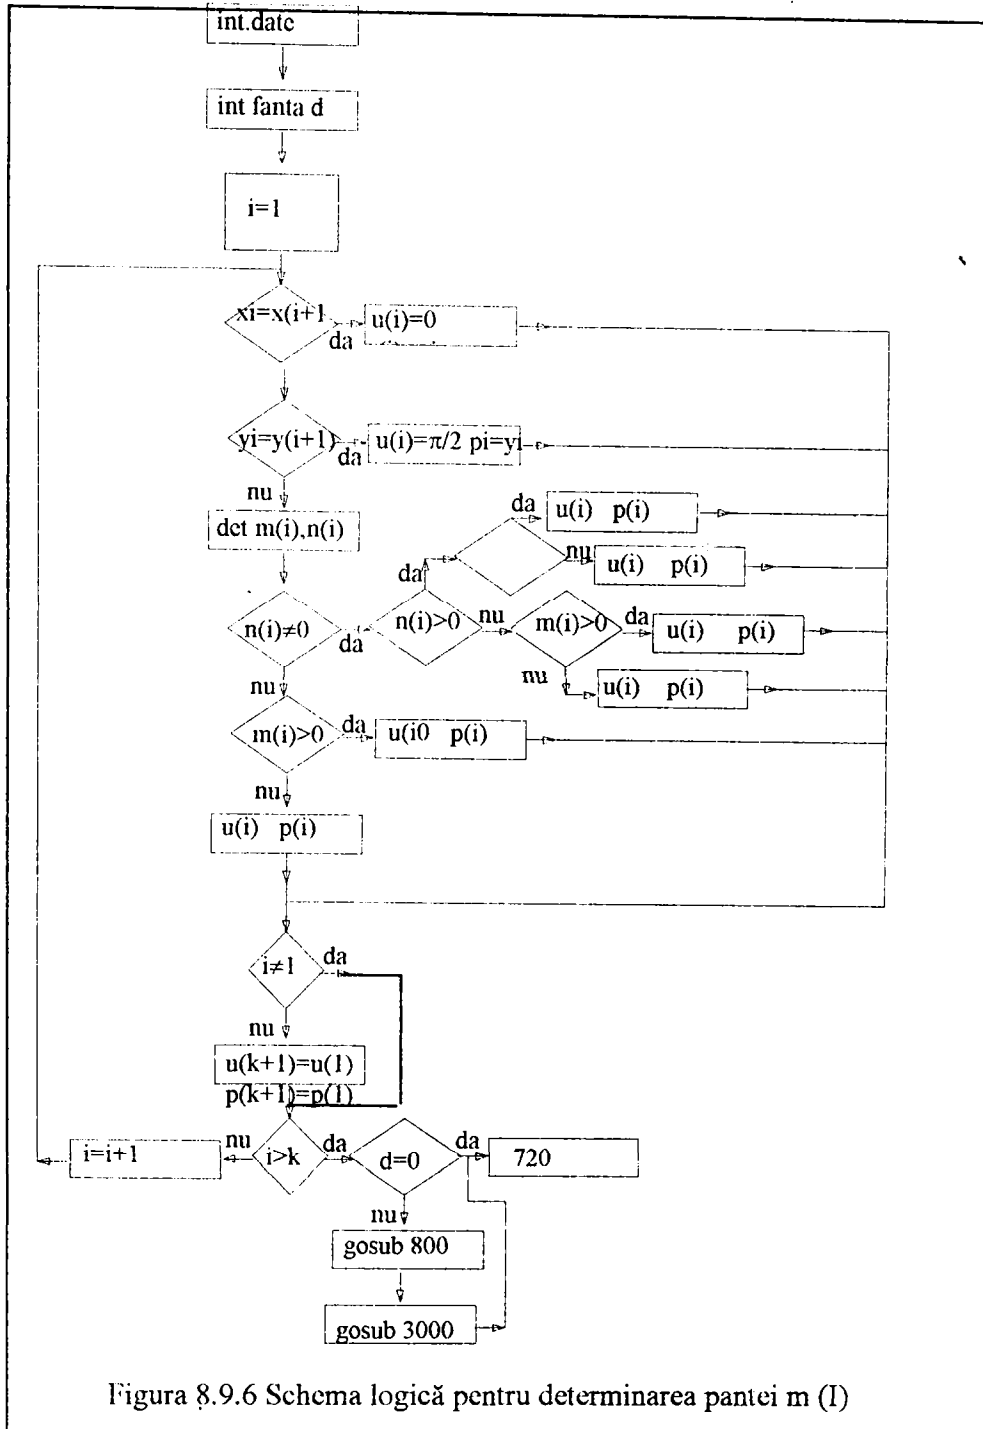 int.date
int fanta d
i=1
xi=x(i+1
da
u(i)=0
yi=y(i+1)
da
u(i)=π/2 pi=yi
nu
det m(i),n(i)
da
u(i) p(i)
nu
u(i) p(i)
da
n(i)≠0
da
n(i)>0
nu
m(i)>0
da
u(i) p(i)
nu
u(i) p(i)
nu
m(i)>0
da
u(i0 p(i)
nu
u(i) p(i)
i≠1
da
nu
u(k+1)=u(1)
p(k+1)=p(1)
i=i+1
nu
i>k
da
d=0
da
720
nu
gosub 800
gosub 3000
Figura 8.9.6 Schema logică pentru determinarea pantei m (I)